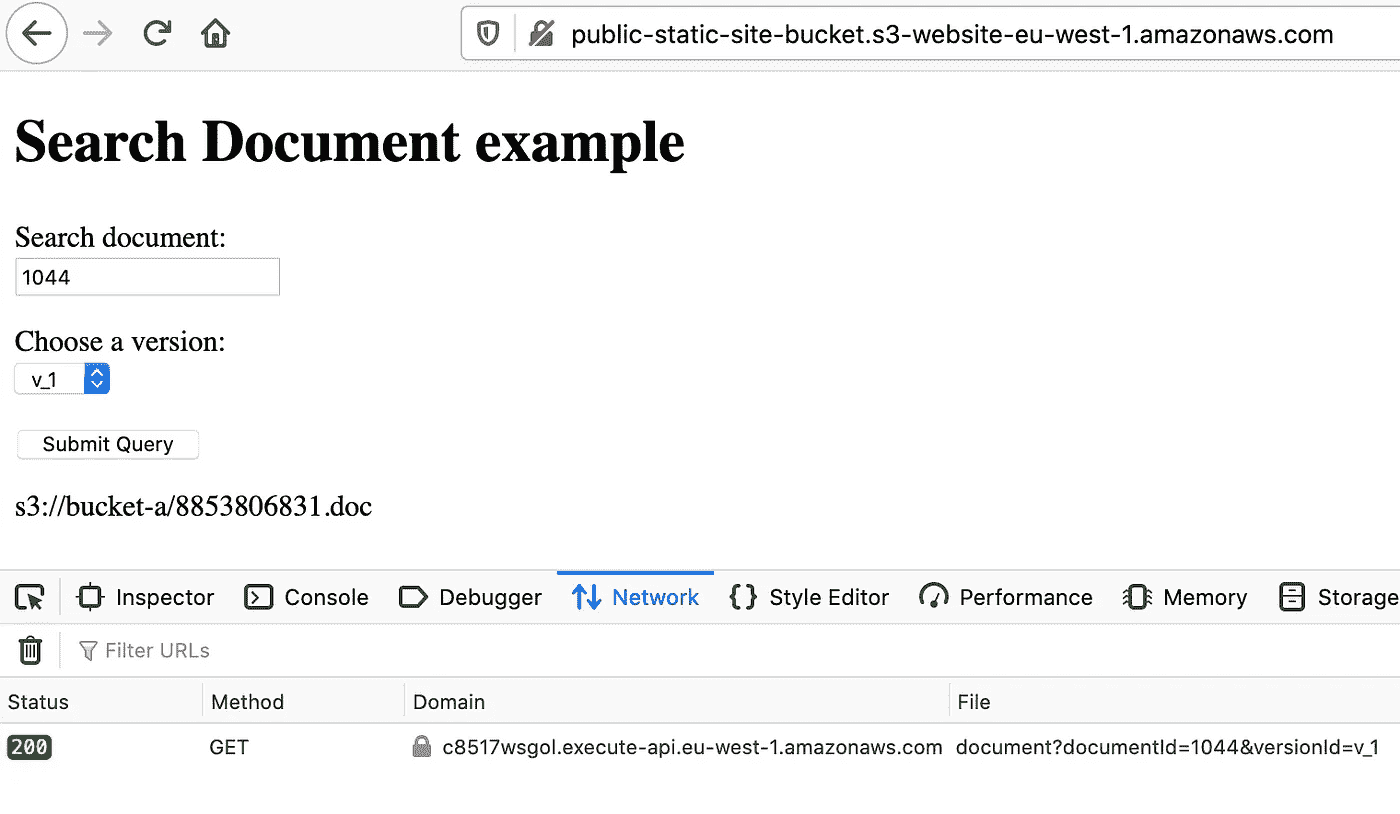 public-static-site-bucket.s3-website-eu-west-1.amazonaws.com
Search Document example
Search document:
1044
Choose a version:
v_1
Submit Query
s3://bucket-a/8853806831.doc
Inspector Console Debugger Network Style Editor Performance Memory Storage
Filter URLs
Status Method Domain File
200 GET c8517wsgol.execute-api.eu-west-1.amazonaws.com document?documentId=1044&versionId=v_1